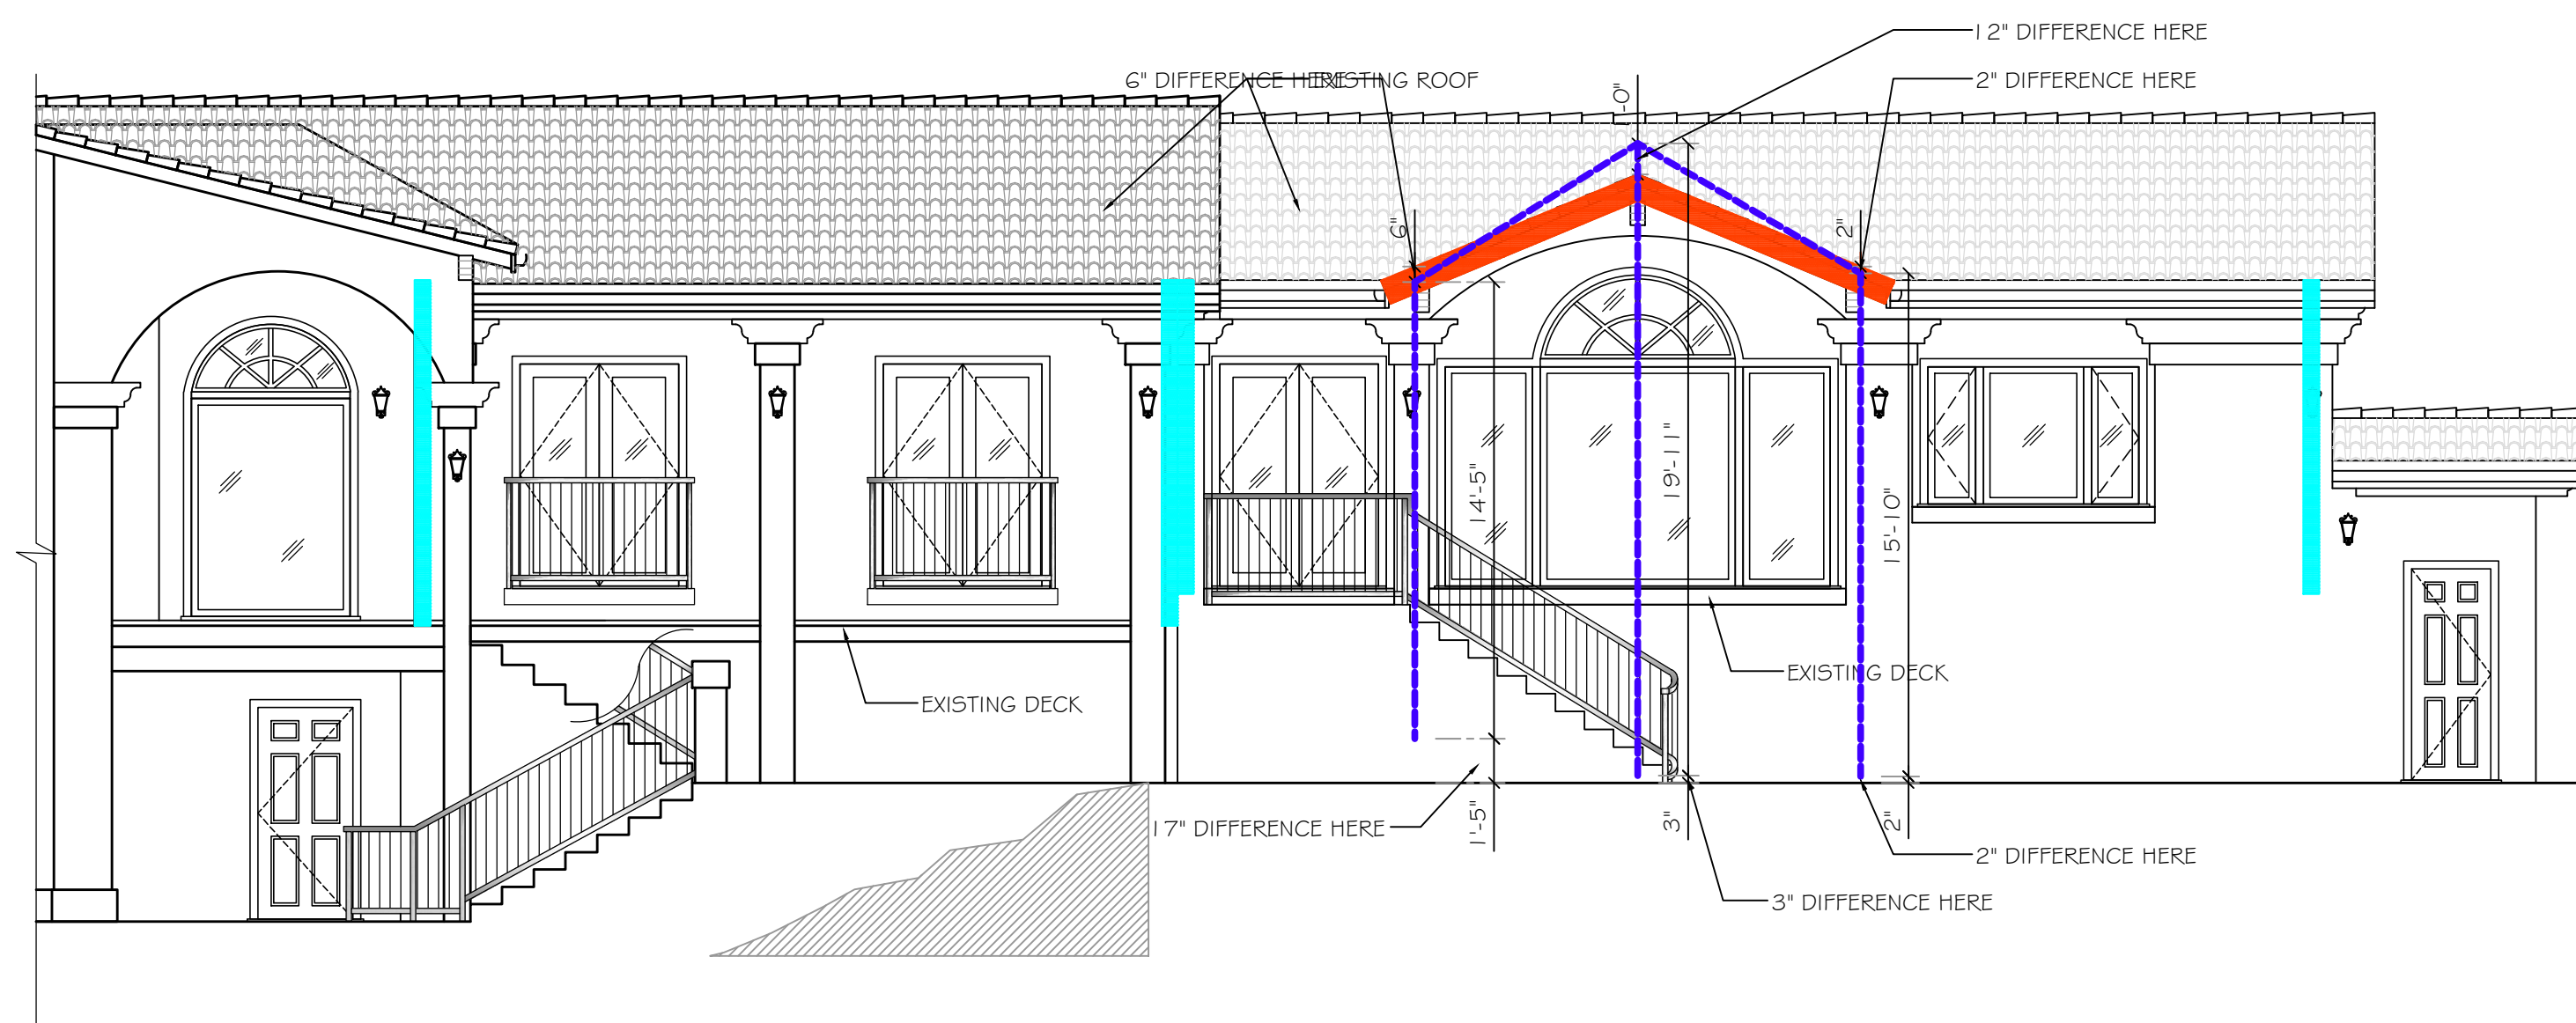 12" DIFFERENCE HERE
6" DIFFERENCE HERE
EXISTING ROOF
2" DIFFERENCE HERE
1'-0"
6"
2"
14'-5"
19'-11"
15'-10"
EXISTING DECK
EXISTING DECK
17" DIFFERENCE HERE
1'-5"
3"
2"
2" DIFFERENCE HERE
3" DIFFERENCE HERE